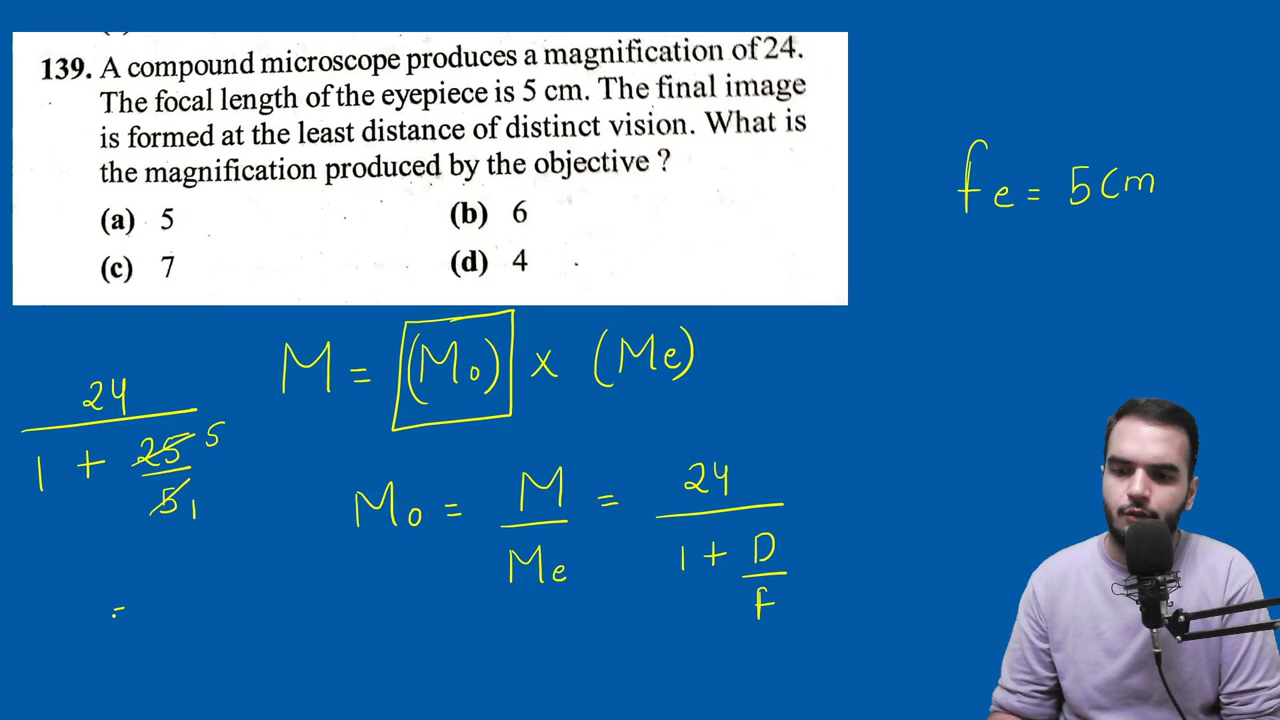 139. A compound microscope produces a magnification of 24.
The focal length of the eyepiece is 5 cm. The final image
is formed at the least distance of distinct vision. What is
the magnification produced by the objective ?
(a) 5
(b) 6
(c) 7
(d) 4
fe = 5cm
M = (Mo) x (Me)
24
1 + 25 5
5 1
=
Mo = M = 24
Me 1 + D
f